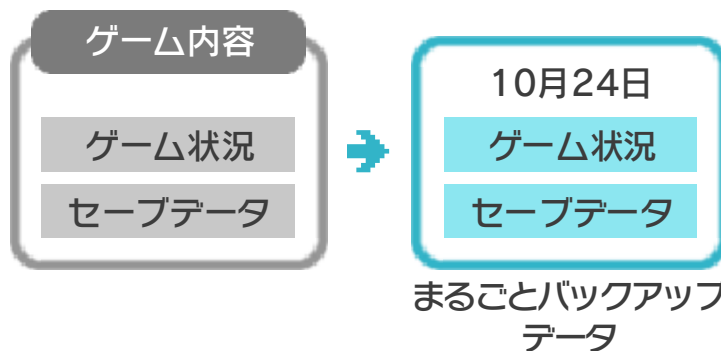 ゲーム内容
ゲーム状況
セーブデータ
10月24日
ゲーム状況
セーブデータ
まるごとバックアップ
データ